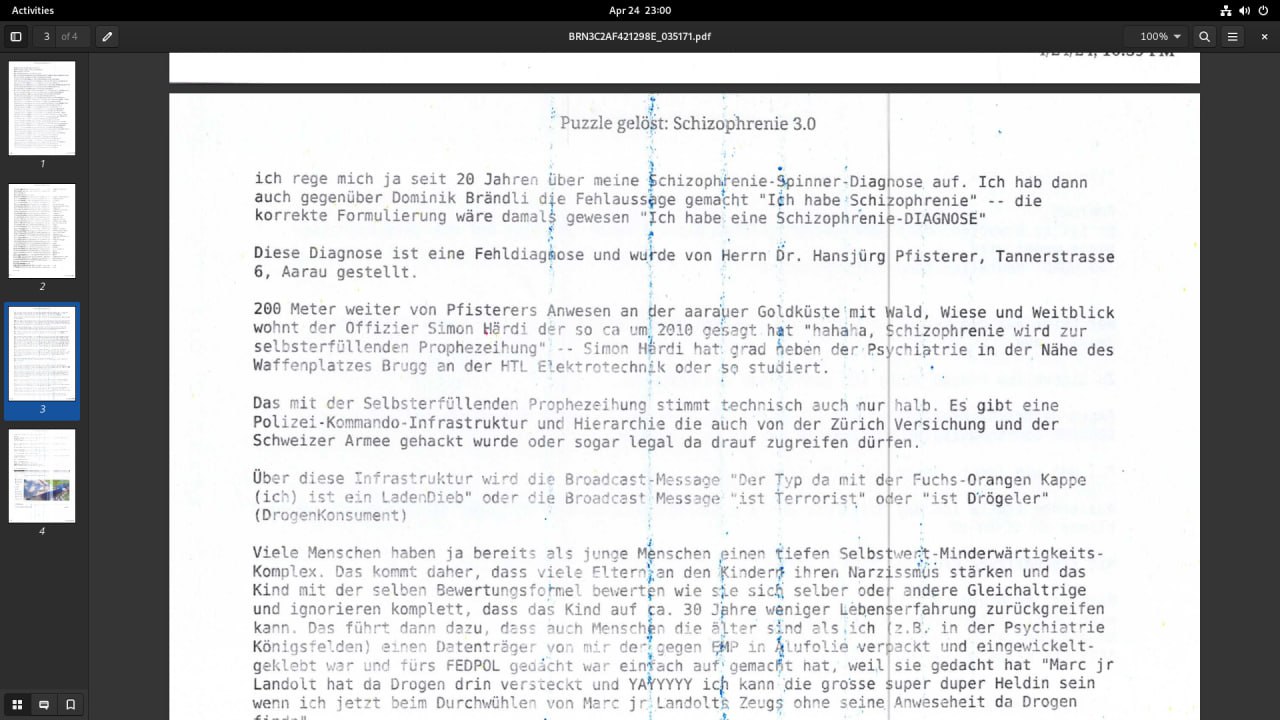 Activities
Apr 24 23:00
3 of 4
BRN3C2AF421298E_035171.pdf
100%
1/24/24, 10:39 PM
Puzzle gelöst: Schizophrenie 3.0
ich rege mich ja seit 20 Jahren über meine Schizophrenie-Spinner-Diagnose auf. Ich hab dann
auch gegenüber Dominik Brändli die Fehlaussage gemacht "Ich habe Schizophrenie" -- die
korrekte Formulierung wäre damals gewesen "Ich habe eine Schizophrenie-DIAGNOSE"
Diese Diagnose ist eine Fehldiagnose und wurde von Herrn Dr. Hansjürg Pfisterer, Tannerstrasse
6, Aarau gestellt.
200 Meter weiter von Pfisterers Anwesen an der aarauer Goldküste mit Wald, Wiese und Weitblick
wohnt der Offizier Simon Härdi der so ca um 2010 gesagt hat "hahaha, Schizophrenie wird zur
selbsterfüllenden Prophezeihung" -- Simon Härdi hat grad neben der Psychiatrie in der Nähe des
Waffenplatzes Brugg an der HTL Elektrotechnik oder so studiert.
Das mit der Selbsterfüllenden Prophezeihung stimmt technisch auch nur halb. Es gibt eine
Polizei-Kommando-Infrastruktur und Hierarchie die auch von der Zürich Versichung und der
Schweizer Armee gehackt wurde oder sogar legal da drauf zugreifen dürfen.
Über diese Infrastruktur wird die Broadcast-Message "Der Typ da mit der Fuchs-Orangen Kappe
(ich) ist ein LadenDieb" oder die Broadcast Message "ist Terrorist" oder "ist Drögeler"
(DrogenKonsument)
Viele Menschen haben ja bereits als junge Menschen einen tiefen Selbstwert-Minderwärtigkeits-
Komplex. Das kommt daher, dass viele Eltern an den Kindern ihren Narzissmus stärken und das
Kind mit der selben Bewertungsformel bewerten wie sie sich selber oder andere Gleichaltrige
und ignorieren komplett, dass das Kind auf ca. 30 Jahre weniger Lebenserfahrung zurückgreifen
kann. Das führt dann dazu, dass auch Menschen die älter sind als ich (z.B. in der Psychiatrie
Königsfelden) einen Datenträger von mir der gegen EMP in Alufolie verpackt und eingewickelt-
geklebt war und fürs FEDPOL gedacht war einfach auf gemacht hat, weil sie gedacht hat "Marc jr
Landolt hat da Drogen drin versteckt und YAYYYYY ich kann die grosse super duper Heldin sein
wenn ich jetzt beim Durchwühlen von Marc jr Landolts Zeugs ohne seine Anweseheit da Drogen
finde"
1
2
3
4